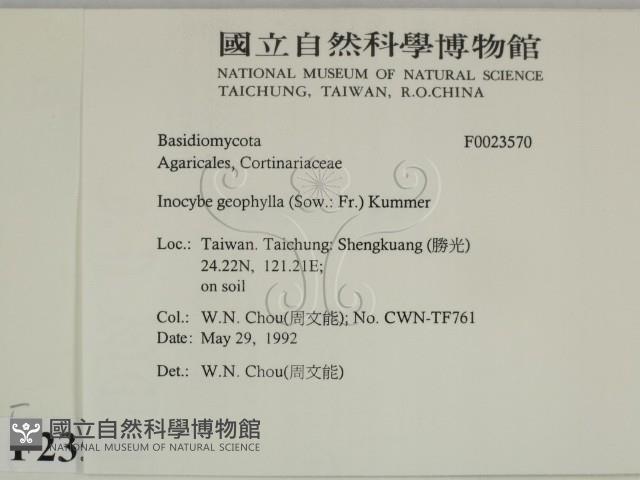 國立自然科學博物館
NATIONAL MUSEUM OF NATURAL SCIENCE
TAICHUNG, TAIWAN, R.O.CHINA
Basidiomycota F0023570
Agaricales, Cortinariaceae
Inocybe geophylla (Sow.: Fr.) Kummer
Loc.: Taiwan. Taichung: Shengkuang (勝光)
24.22N, 121.21E;
on soil
Col.: W.N. Chou(周文能); No. CWN-TF761
Date: May 29, 1992
Det.: W.N. Chou(周文能)
國立自然科學博物館
NATIONAL MUSEUM OF NATURAL SCIENCE